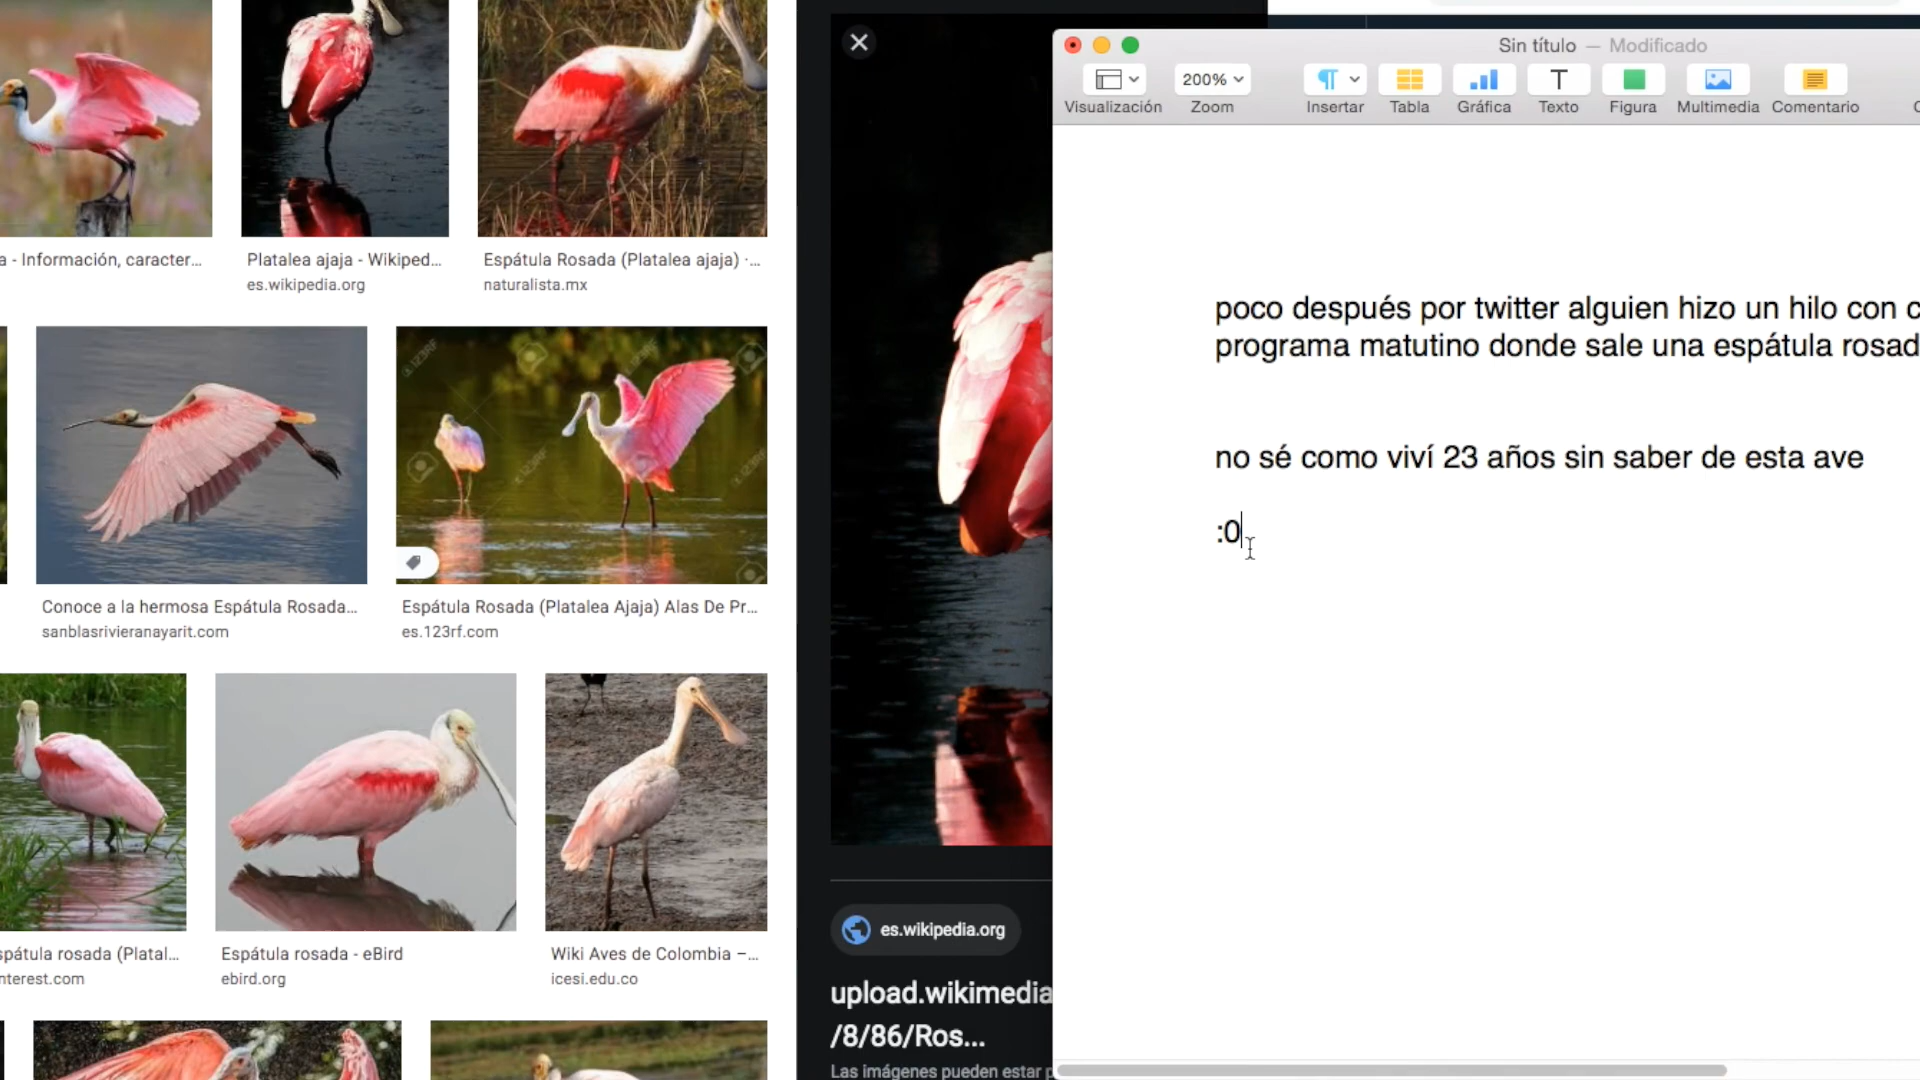 a - Información, caracter...
Platalea ajaja - Wikiped...
es.wikipedia.org
Espátula Rosada (Platalea ajaja) ·...
naturalista.mx
Conoce a la hermosa Espátula Rosada...
sanblasrivieranayarit.com
123RF
Espátula Rosada (Platalea Ajaja) Alas De Pr...
es.123rf.com
spátula rosada (Platal...
nterest.com
Espátula rosada - eBird
ebird.org
Wiki Aves de Colombia –...
icesi.edu.co
es.wikipedia.org
upload.wikimedia
/8/86/Ros...
Las imágenes pueden estar p
Sin título — Modificado
200%
Visualización Zoom Insertar Tabla Gráfica Texto Figura Multimedia Comentario
poco después por twitter alguien hizo un hilo con c
programa matutino donde sale una espátula rosad
no sé como viví 23 años sin saber de esta ave
:0